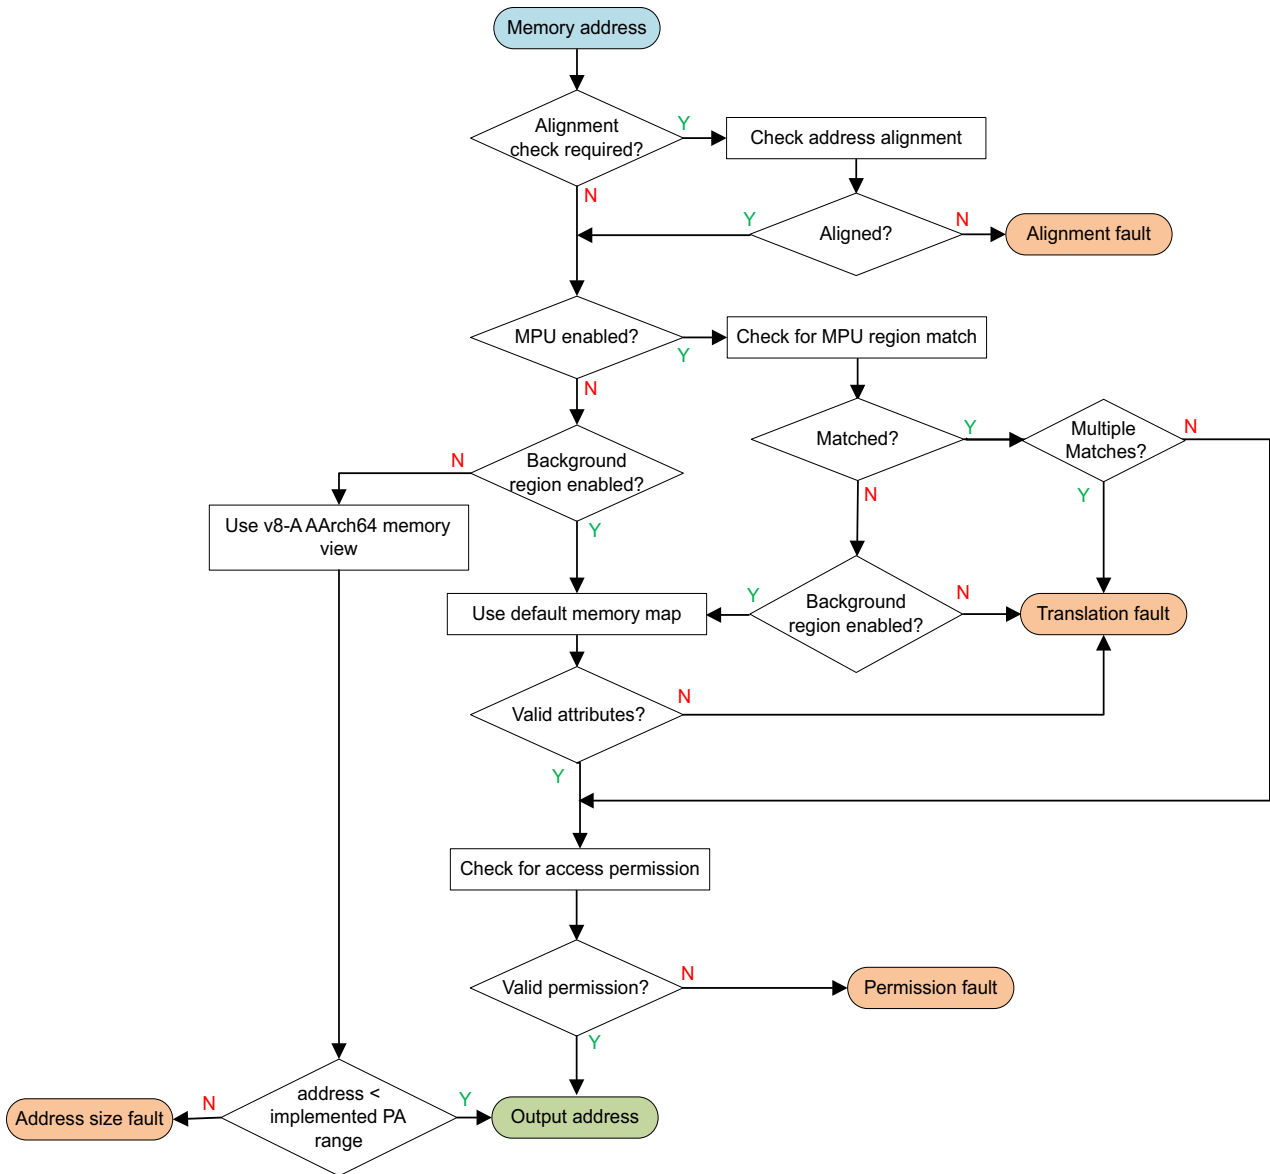 Memory address
Alignment
check required?
Y
Check address alignment
N
Y
Aligned?
N
Alignment fault
MPU enabled?
Y
Check for MPU region match
N
Matched?
Y
Multiple
Matches?
N
N
Background
region enabled?
N
Y
Use v8-A AArch64 memory
view
Y
Use default memory map
Y
Background
region enabled?
N
Translation fault
Valid attributes?
N
Y
Check for access permission
Valid permission?
N
Permission fault
Y
address <
implemented PA
range
N
Y
Address size fault
Output address